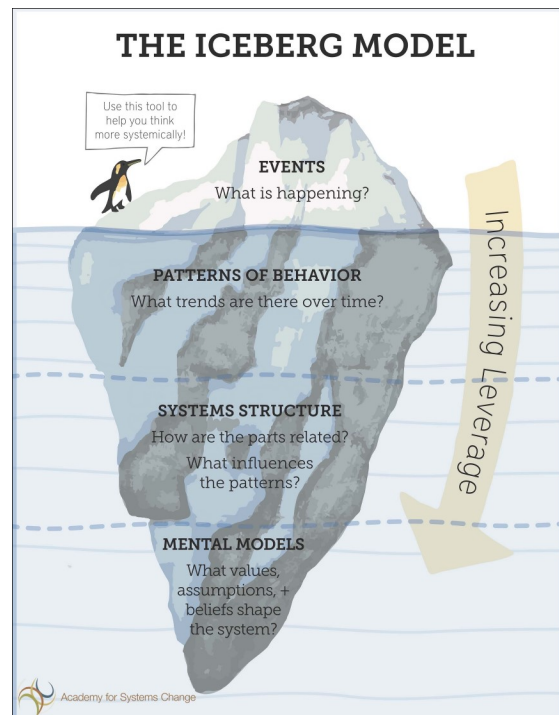 THE ICEBERG MODEL
Use this tool to
help you think
more systemically!
EVENTS
What is happening?
PATTERNS OF BEHAVIOR
What trends are there over time?
SYSTEMS STRUCTURE
How are the parts related?
What influences
the patterns?
MENTAL MODELS
What values,
assumptions, +
beliefs shape
the system?
Increasing Leverage
Academy for Systems Change